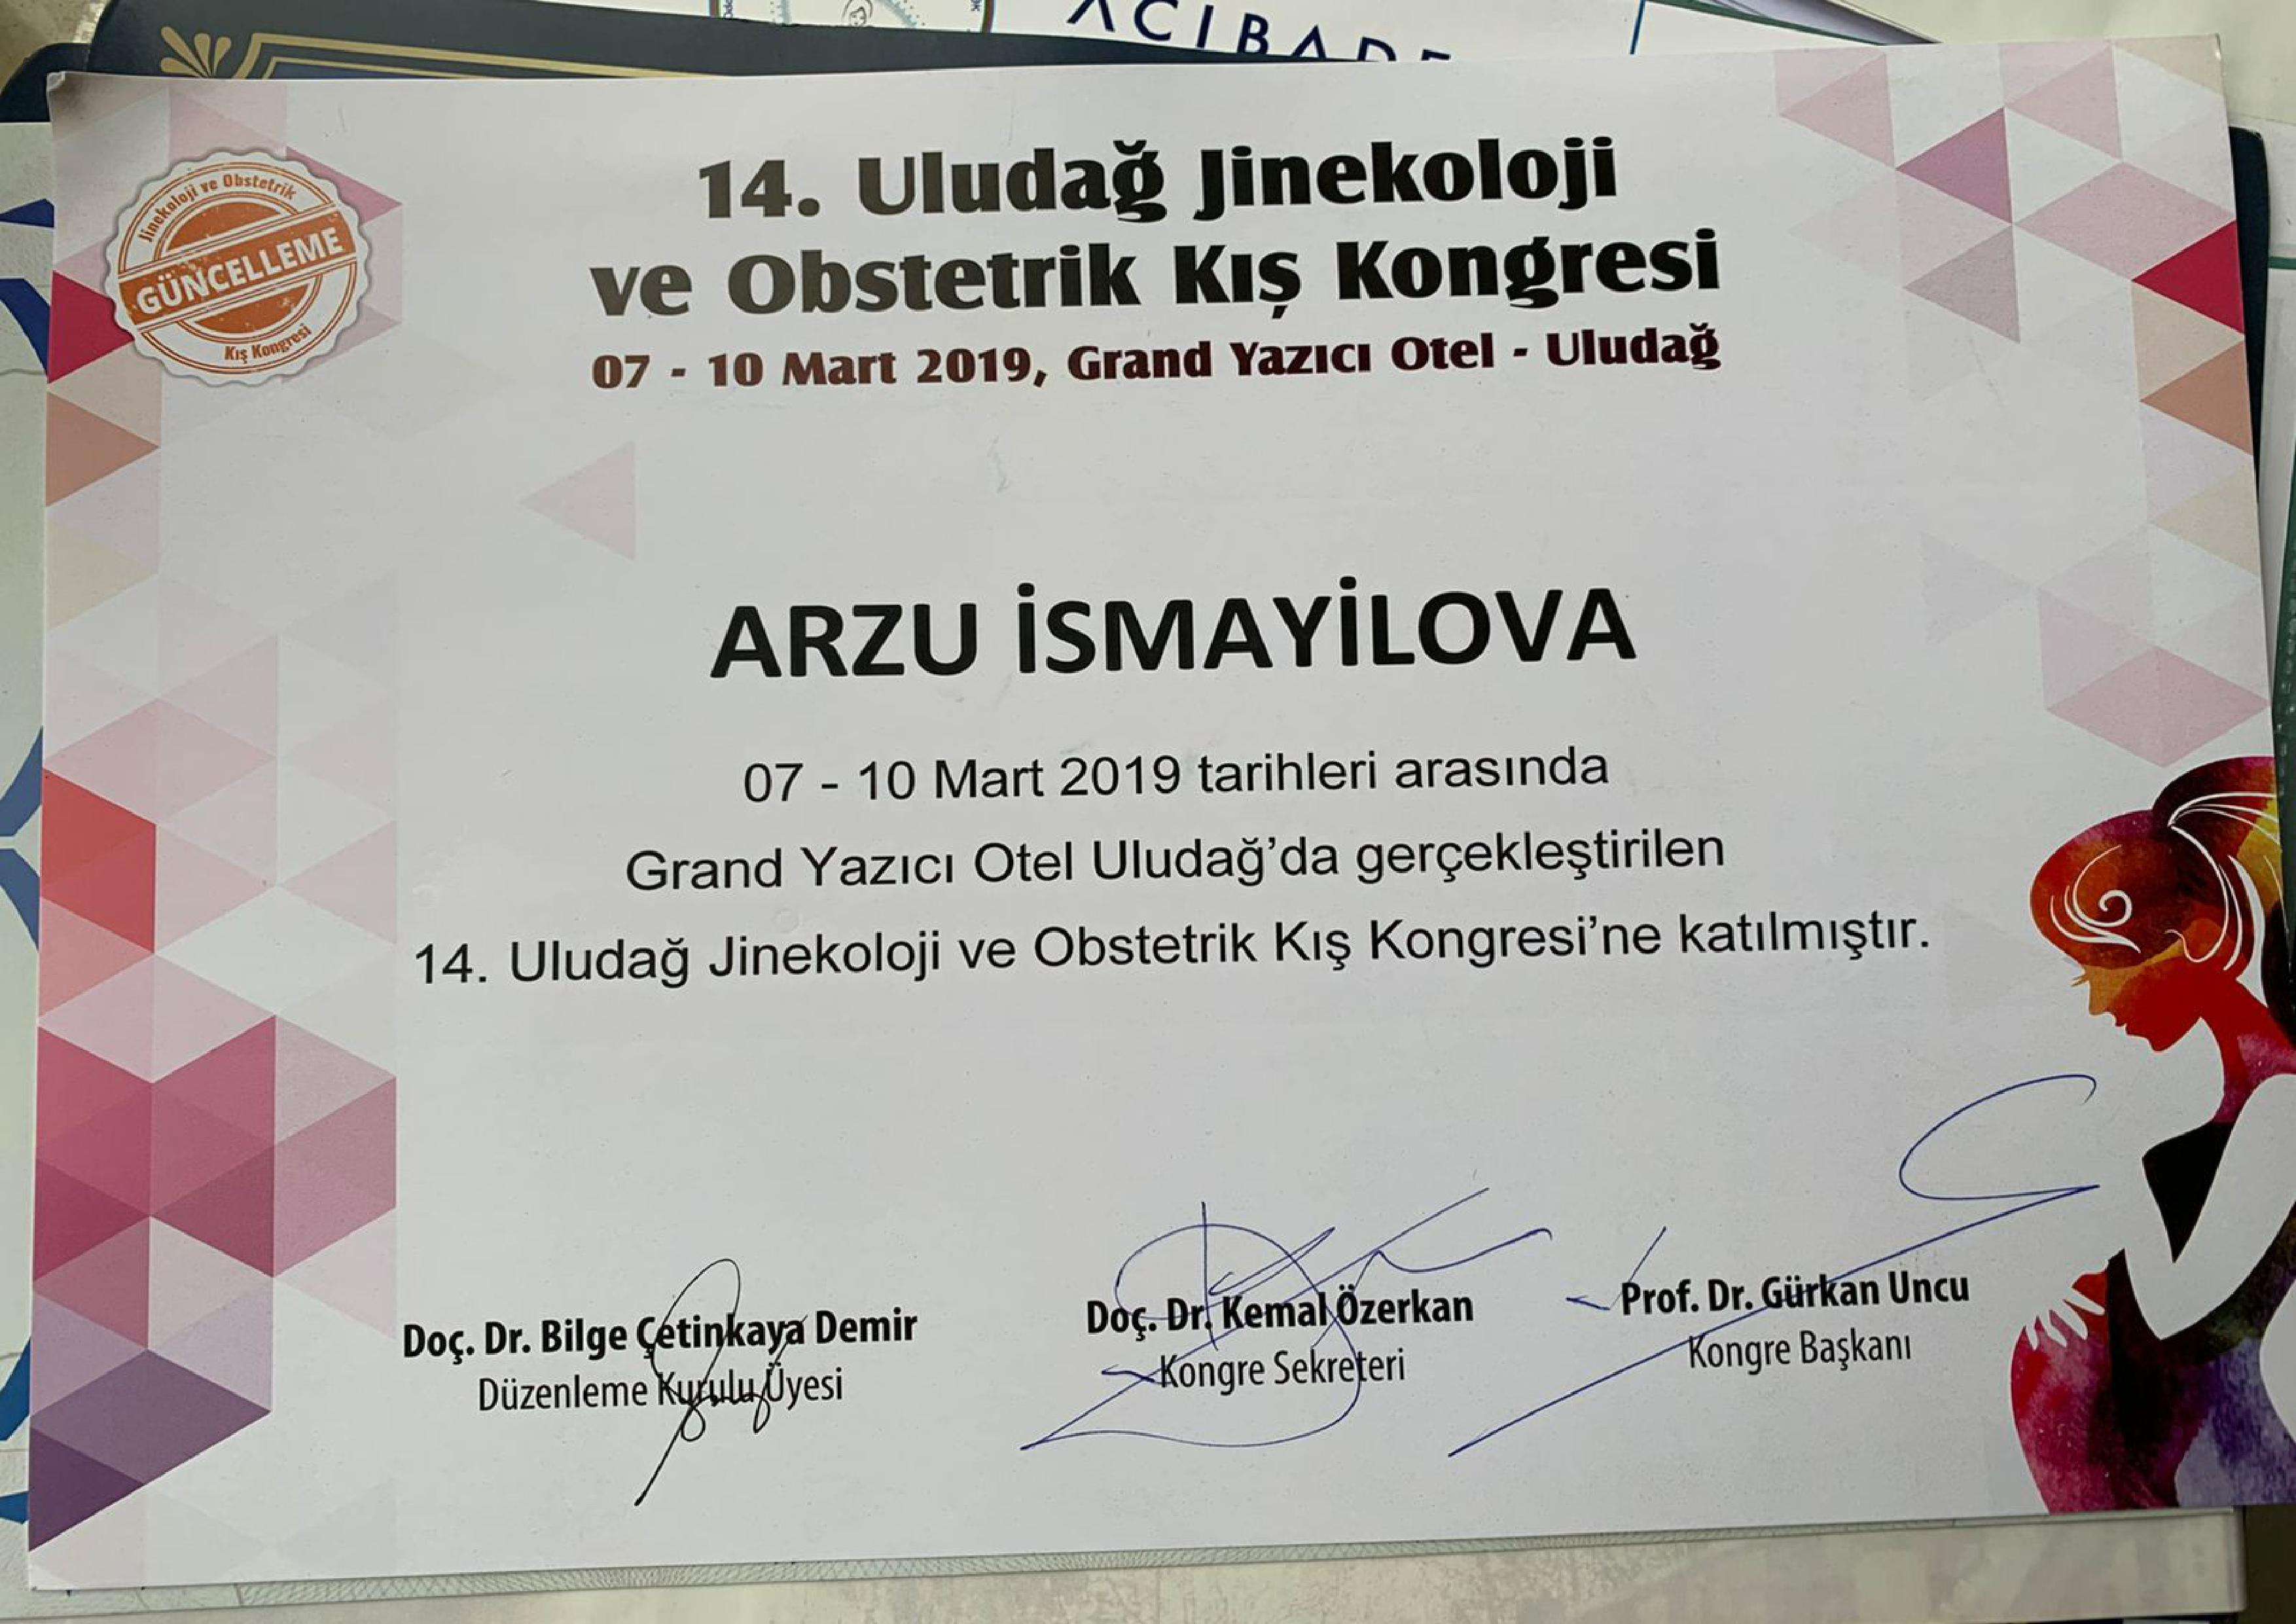 ACIBADE
14. Uludağ Jinekoloji
ve Obstetrik Kış Kongresi
07 - 10 Mart 2019, Grand Yazıcı Otel - Uludağ
Jinekoloji ve Obstetrik
GÜNCELLEME
Kış Kongresi
ARZU İSMAYİLOVA
07 - 10 Mart 2019 tarihleri arasında
Grand Yazıcı Otel Uludağ’da gerçekleştirilen
14. Uludağ Jinekoloji ve Obstetrik Kış Kongresi’ne katılmıştır.
Doç. Dr. Bilge Çetinkaya Demir
Düzenleme Kurulu Üyesi
Doç. Dr. Kemal Özerkan
Kongre Sekreteri
Prof. Dr. Gürkan Uncu
Kongre Başkanı